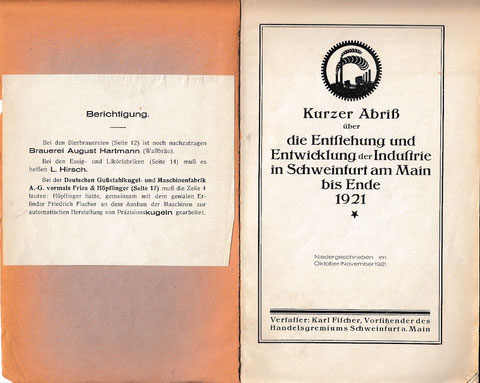 Berichtigung.
Bei den Bierbrauereien (Seite 12) ist noch nachzutragen
Brauerei August Hartmann (Wallbräu).
Bei den Essig- und Likörfabriken (Seite 14) muß es
heißen L. Hirsch.
Bei der Deutschen Gußstahlkugel- und Maschinenfabrik
A.-G. vormals Fries & Höpflinger (Seite 17) muß die Zeile 4
lauten: Höpflinger hatte, gemeinsam mit dem genialen Er-
finder Friedrich Fischer an dem Ausbau der Maschinen zur
automatischen Herstellung von Präzisionskugeln gearbeitet.
Kurzer Abriß
über
die Entstehung und
Entwicklung der Industrie
in Schweinfurt am Main
bis Ende
1921
Niedergeschrieben im
Oktober/November 1921
Verfasser: Karl Fischer, Vorsitzender des
Handelsgremiums Schweinfurt a. Main